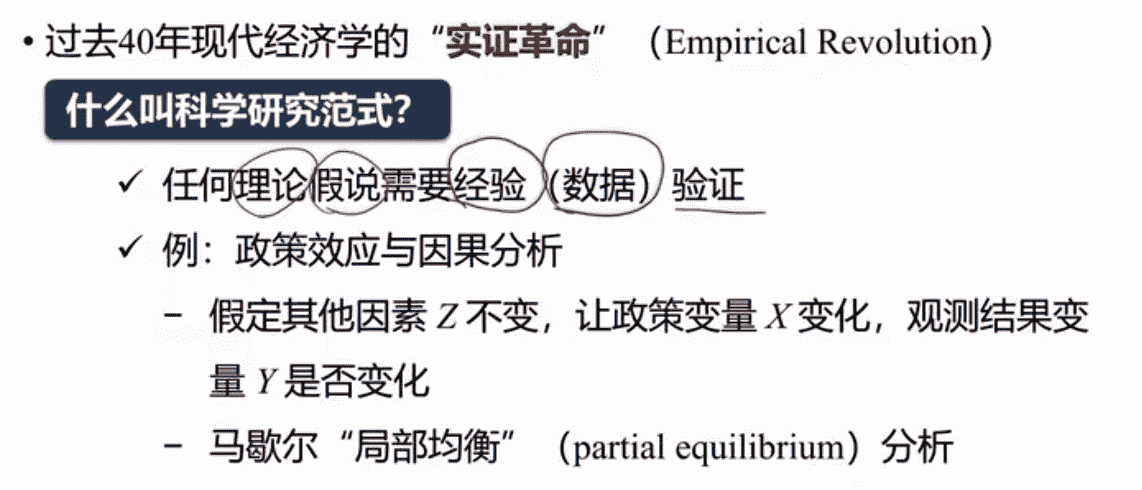 • 过去40年现代经济学的“实证革命”（Empirical Revolution）
什么叫科学研究范式？
✓ 任何理论假说需要经验（数据）验证
✓ 例：政策效应与因果分析
− 假定其他因素 Z 不变，让政策变量 X 变化，观测结果变
量 Y 是否变化
− 马歇尔“局部均衡”（partial equilibrium）分析